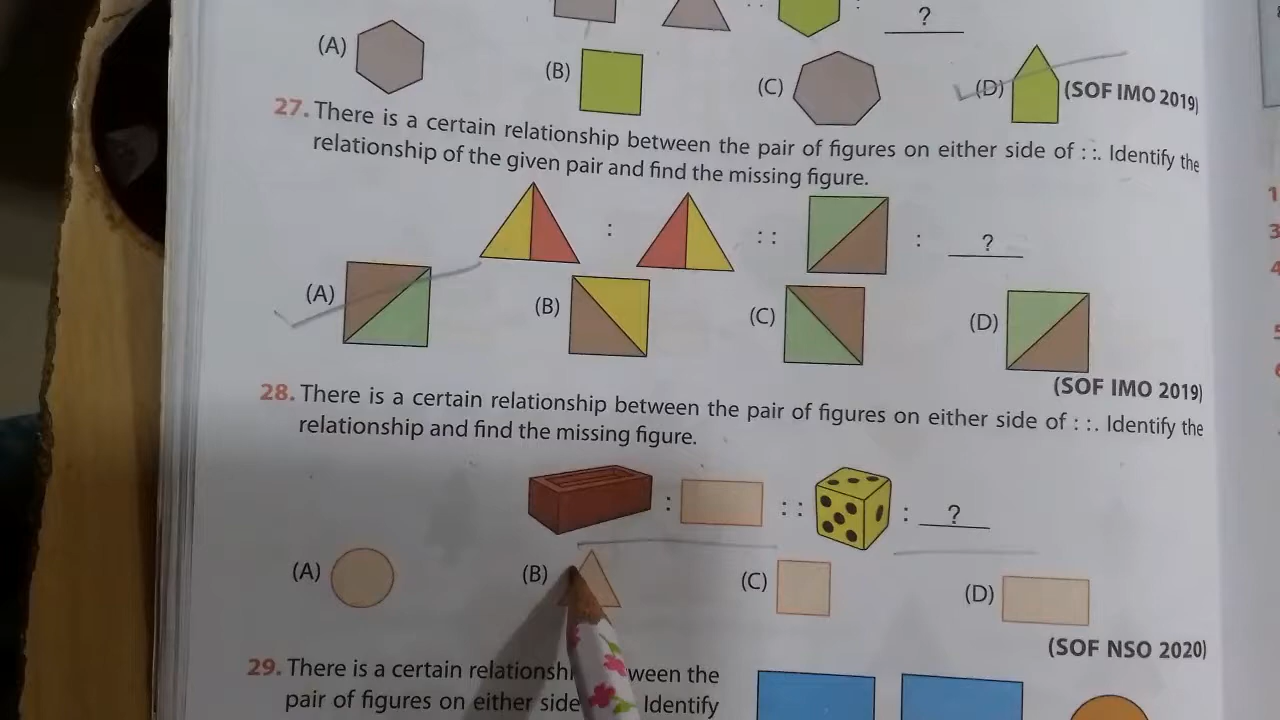 : : : ?
(A) (B) (C) (D) (SOF IMO 2019)
27. There is a certain relationship between the pair of figures on either side of : :. Identify the
relationship of the given pair and find the missing figure.
: : : : ?
(A) (B) (C) (D)
(SOF IMO 2019)
28. There is a certain relationship between the pair of figures on either side of : :. Identify the
relationship and find the missing figure.
: : : : ?
(A) (B) (C) (D)
(SOF NSO 2020)
29. There is a certain relationshi ween the
pair of figures on either side Identify